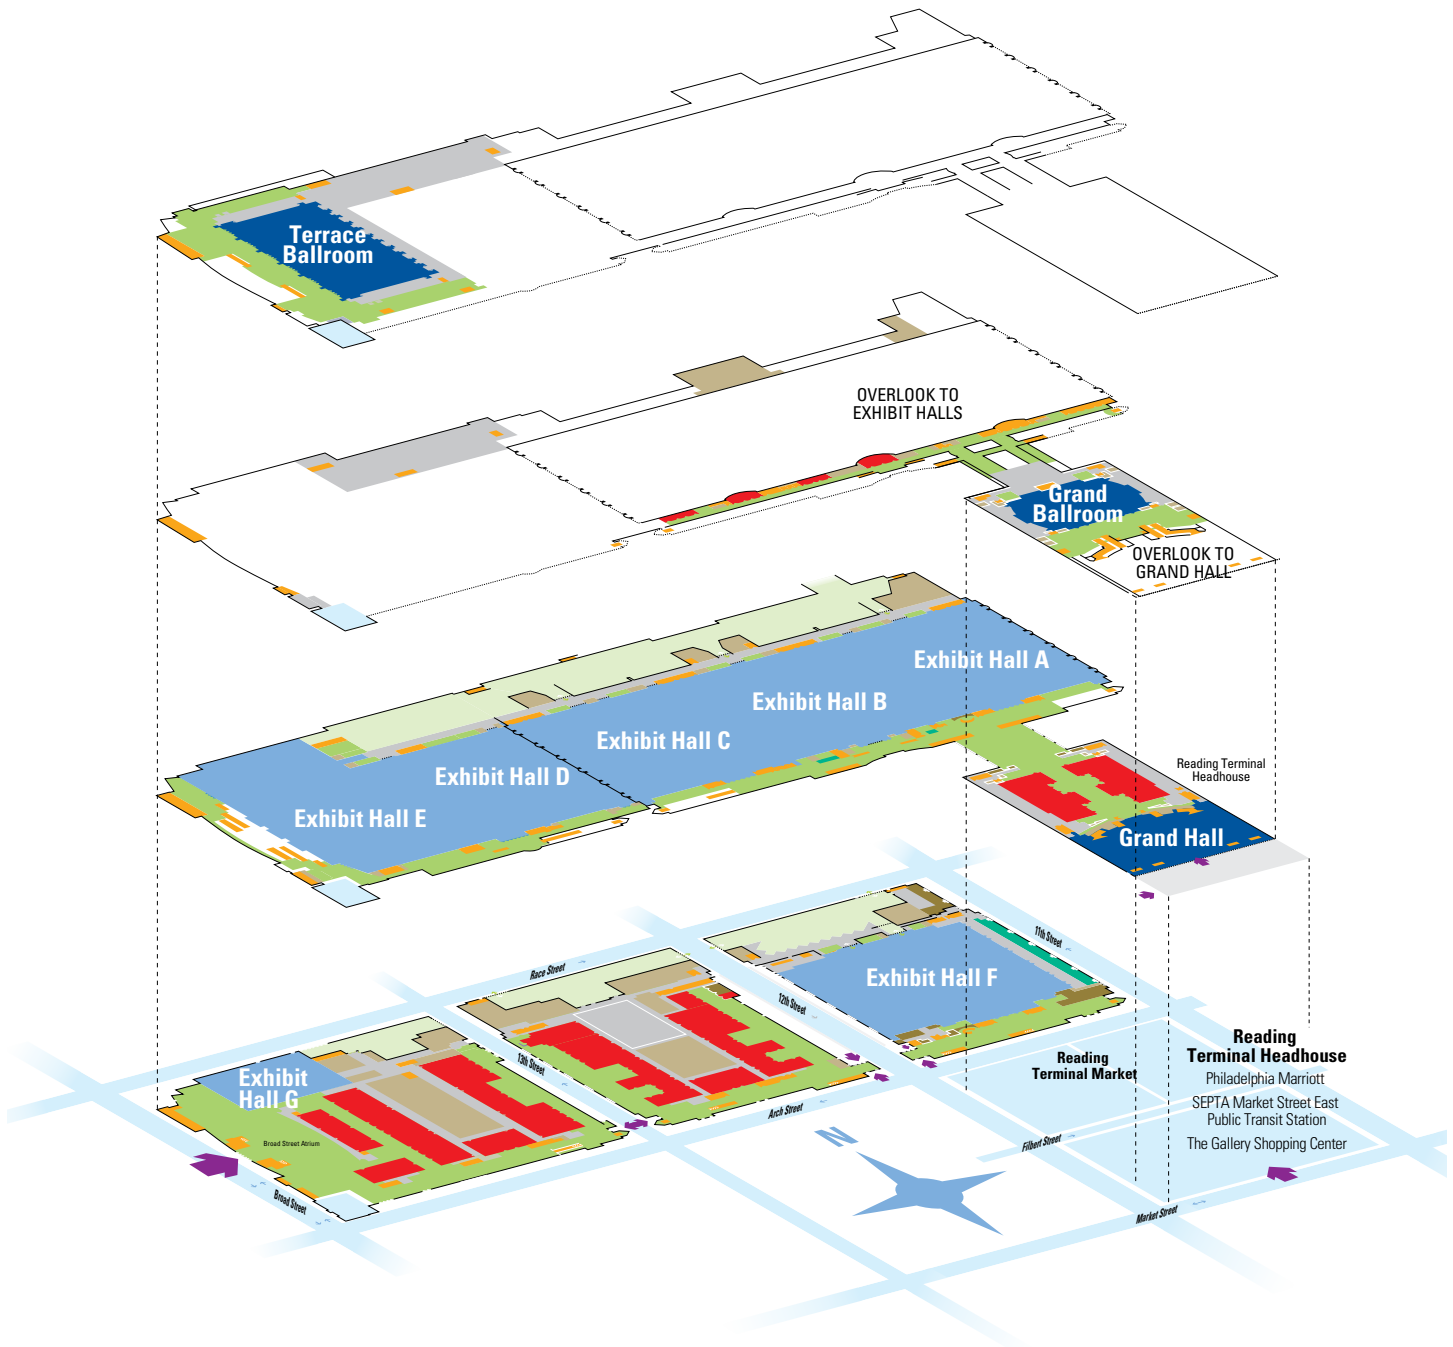 Terrace
Ballroom
OVERLOOK TO
EXHIBIT HALLS
Grand
Ballroom
OVERLOOK TO
GRAND HALL
Exhibit Hall A
Exhibit Hall B
Exhibit Hall C
Exhibit Hall D
Exhibit Hall E
Reading Terminal
Headhouse
Grand Hall
Race Street
11th Street
12th Street
13th Street
Exhibit Hall F
Exhibit
Hall G
Broad Street Atrium
Broad Street
Arch Street
Filbert Street
Market Street
N
Reading
Terminal Market
Reading
Terminal Headhouse
Philadelphia Marriott
SEPTA Market Street East
Public Transit Station
The Gallery Shopping Center